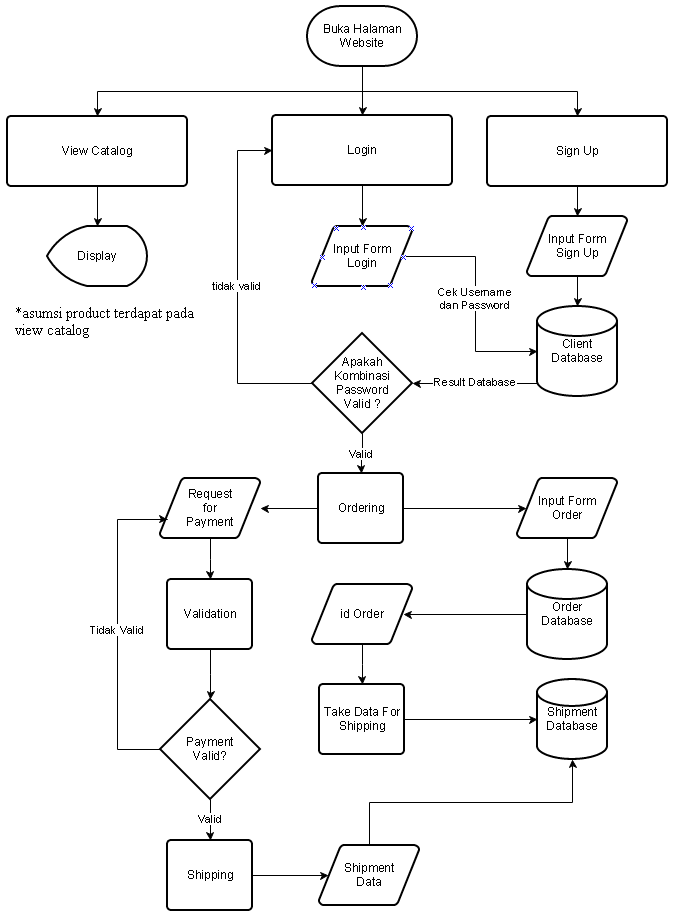 Buka Halaman
Website
View Catalog
Login
Sign Up
Display
Input Form
Login
Input Form
Sign Up
tidak valid
Cek Username
dan Password
*asumsi product terdapat pada
view catalog
Client
Database
Apakah
Kombinasi
Password
Valid ?
Result Database
Valid
Request
for
Payment
Ordering
Input Form
Order
Validation
id Order
Order
Database
Tidak Valid
Take Data For
Shipping
Shipment
Database
Payment
Valid?
Valid
Shipping
Shipment
Data